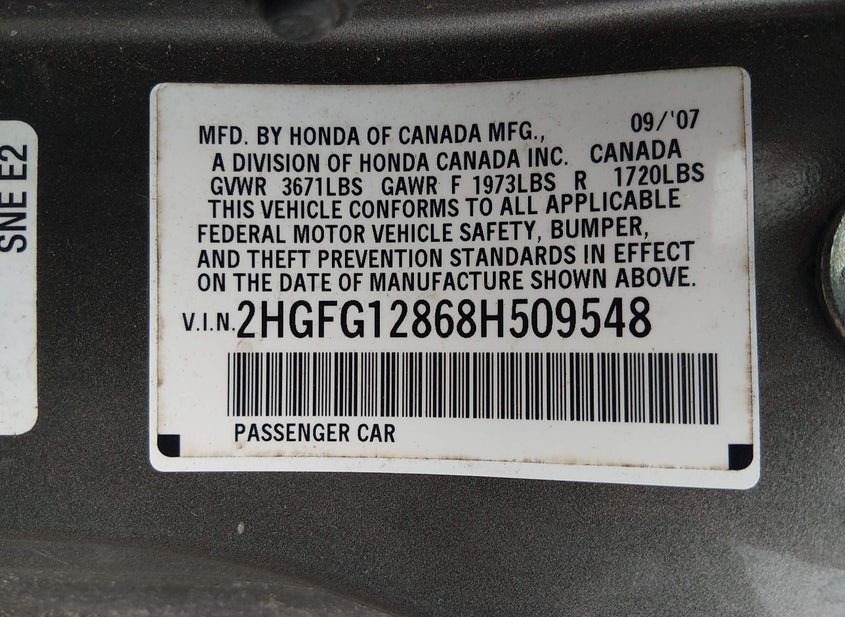 MFD. BY HONDA OF CANADA MFG., 09/'07
A DIVISION OF HONDA CANADA INC. CANADA
GVWR 3671LBS GAWR F 1973LBS R 1720LBS
THIS VEHICLE CONFORMS TO ALL APPLICABLE
FEDERAL MOTOR VEHICLE SAFETY, BUMPER,
AND THEFT PREVENTION STANDARDS IN EFFECT
ON THE DATE OF MANUFACTURE SHOWN ABOVE.
V.I.N. 2HGFG12868H509548
PASSENGER CAR
SNE E2